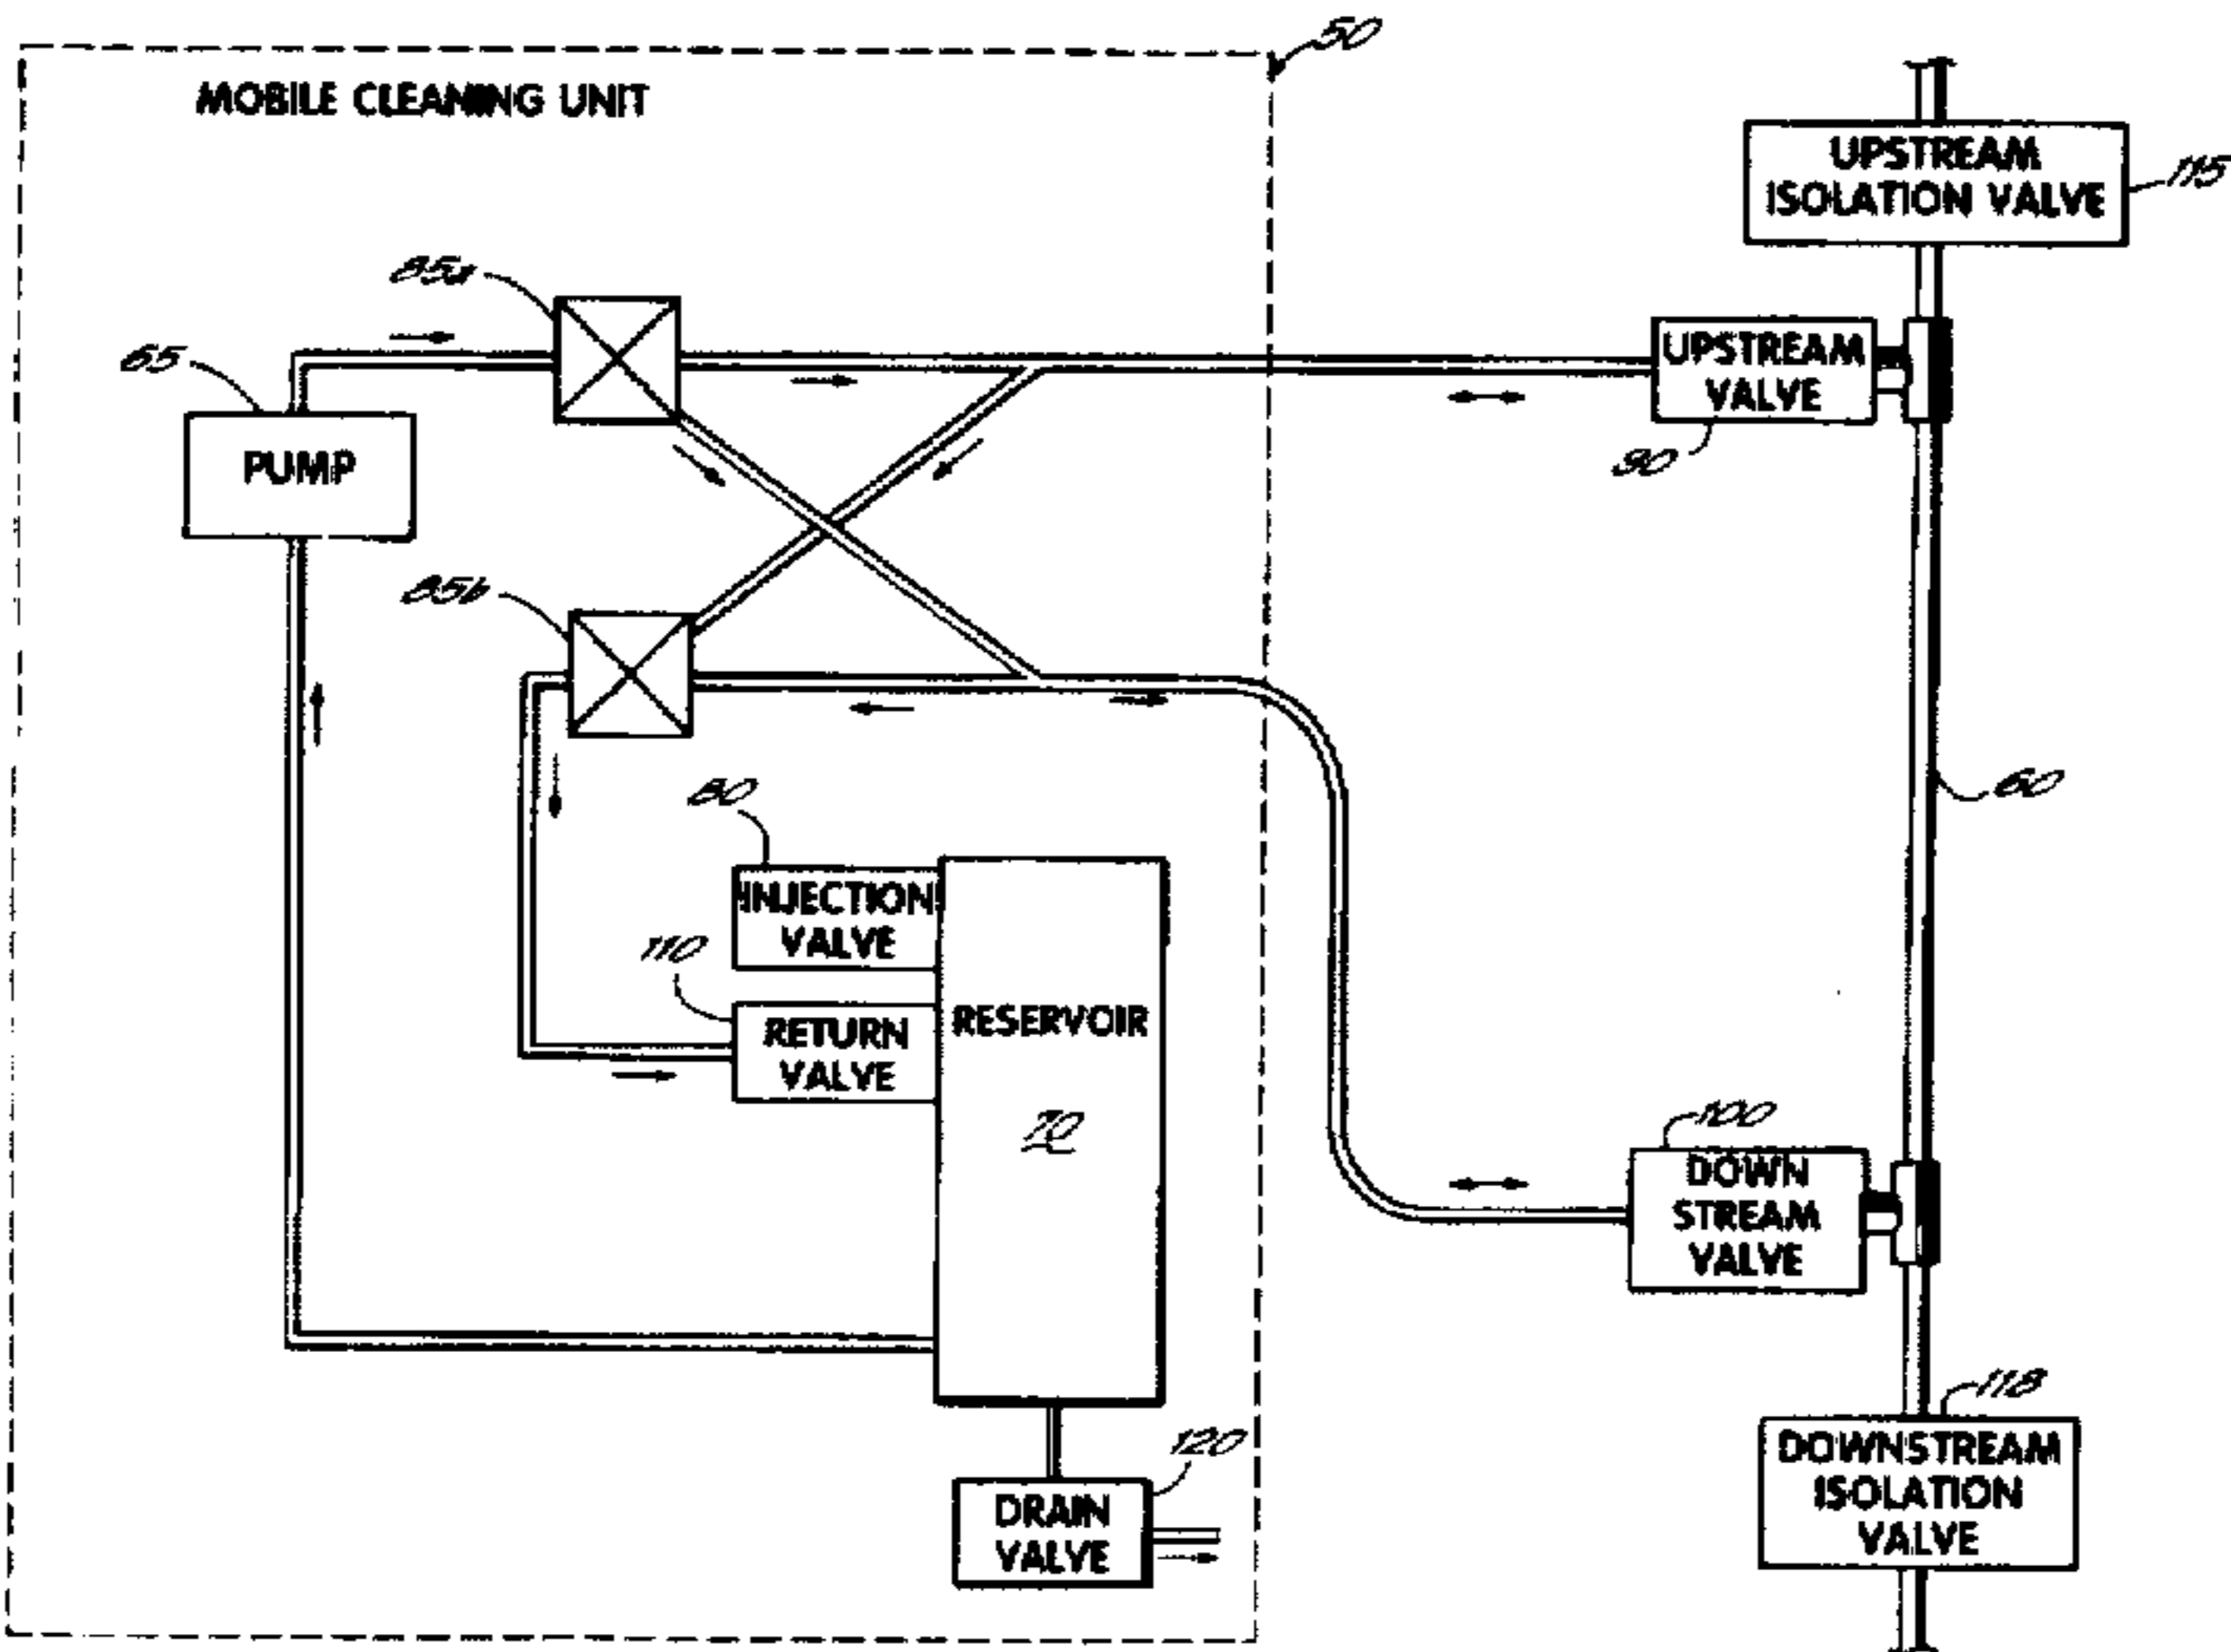 50
MOBILE CLEANING UNIT
UPSTREAM
ISOLATION VALVE
115
85a
65
UPSTREAM
VALVE
90
PUMP
85b
60
80
INJECTION
VALVE
110
RETURN
VALVE
RESERVOIR
70
100
DOWN
STREAM
VALVE
118
DOWNSTREAM
ISOLATION
VALVE
120
DRAIN
VALVE